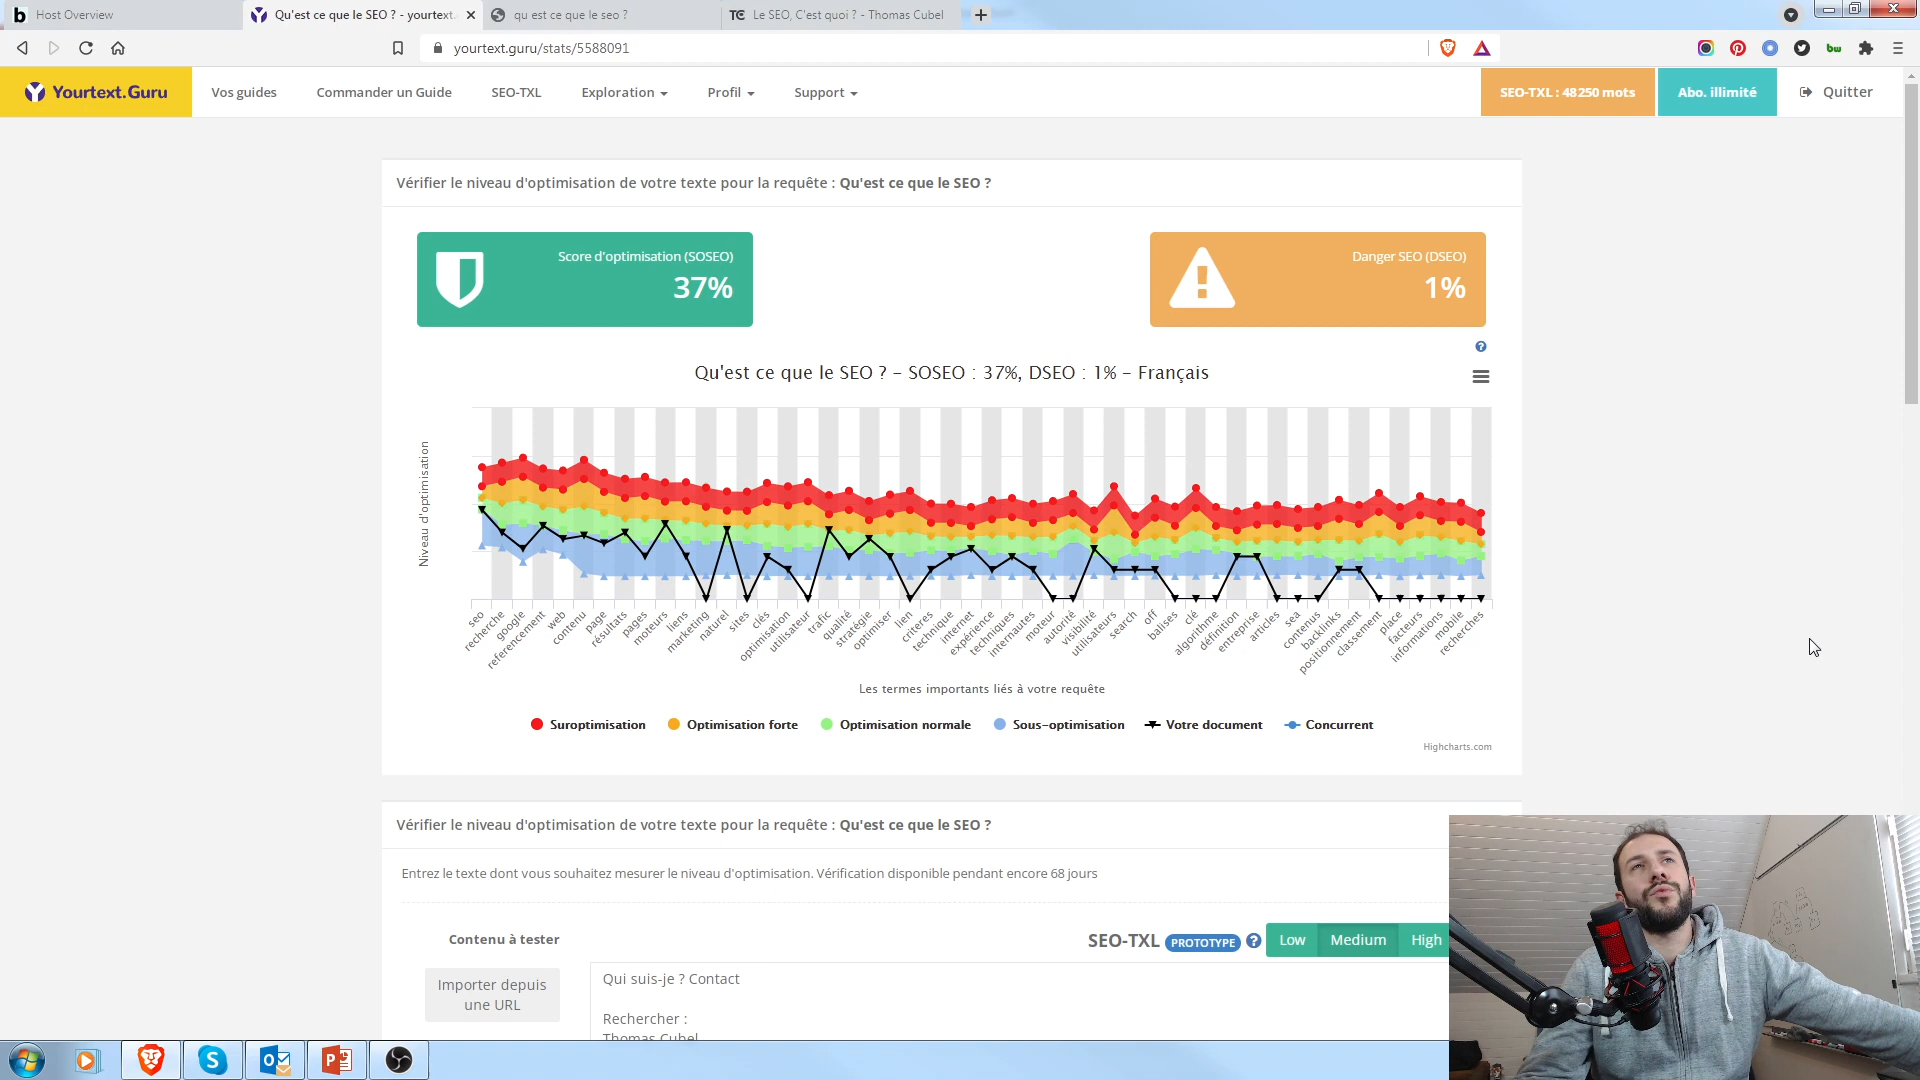 Host Overview
Qu'est ce que le SEO ? - yourtext.
qu est ce que le seo ?
Le SEO, C'est quoi ? - Thomas Cubel
yourtext.guru/stats/5588091
Yourtext.Guru
Vos guides
Commander un Guide
SEO-TXL
Exploration
Profil
Support
SEO-TXL : 48250 mots
Abo. illimité
Quitter
Vérifier le niveau d'optimisation de votre texte pour la requête : Qu'est ce que le SEO ?
Score d'optimisation (SOSEO)
37%
Danger SEO (DSEO)
1%
Qu'est ce que le SEO ? - SOSEO : 37%, DSEO : 1% - Français
Niveau d'optimisation
seo
recherche
google
referencement
web
contenu
page
résultats
pages
moteurs
liens
marketing
naturel
sites
clés
optimisation
utilisateur
trafic
qualité
stratégie
optimiser
lien
criteres
technique
internet
expérience
techniques
internautes
moteur
autorité
visibilité
utilisateurs
search
off
balises
clé
algorithme
définition
entreprise
articles
sea
contenus
backlinks
positionnement
classement
place
facteurs
informations
mobile
recherches
Les termes importants liés à votre requête
Suroptimisation
Optimisation forte
Optimisation normale
Sous-optimisation
Votre document
Concurrent
Highcharts.com
Vérifier le niveau d'optimisation de votre texte pour la requête : Qu'est ce que le SEO ?
Entrez le texte dont vous souhaitez mesurer le niveau d'optimisation. Vérification disponible pendant encore 68 jours
Contenu à tester
SEO-TXL PROTOTYPE
Low
Medium
High
Importer depuis
une URL
Qui suis-je ? Contact
Rechercher :
Thomas Cubel